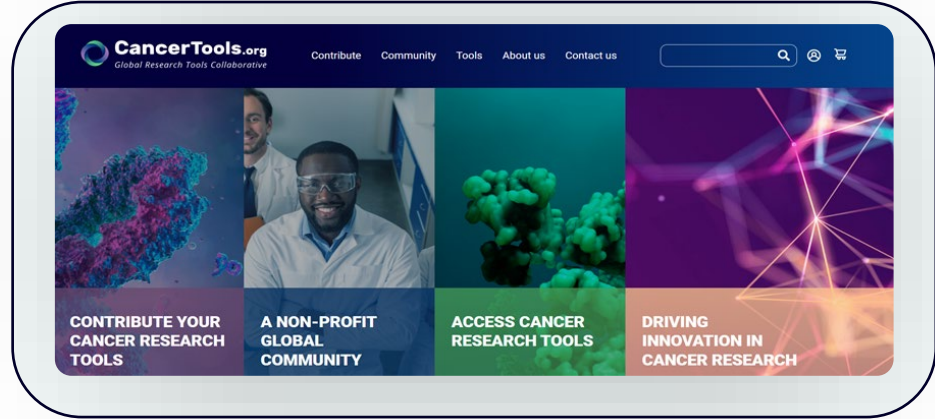 CancerTools.org
Global Research Tools Collaborative
Contribute Community Tools About us Contact us
CONTRIBUTE YOUR
CANCER RESEARCH
TOOLS
A NON-PROFIT
GLOBAL
COMMUNITY
ACCESS CANCER
RESEARCH TOOLS
DRIVING
INNOVATION IN
CANCER RESEARCH